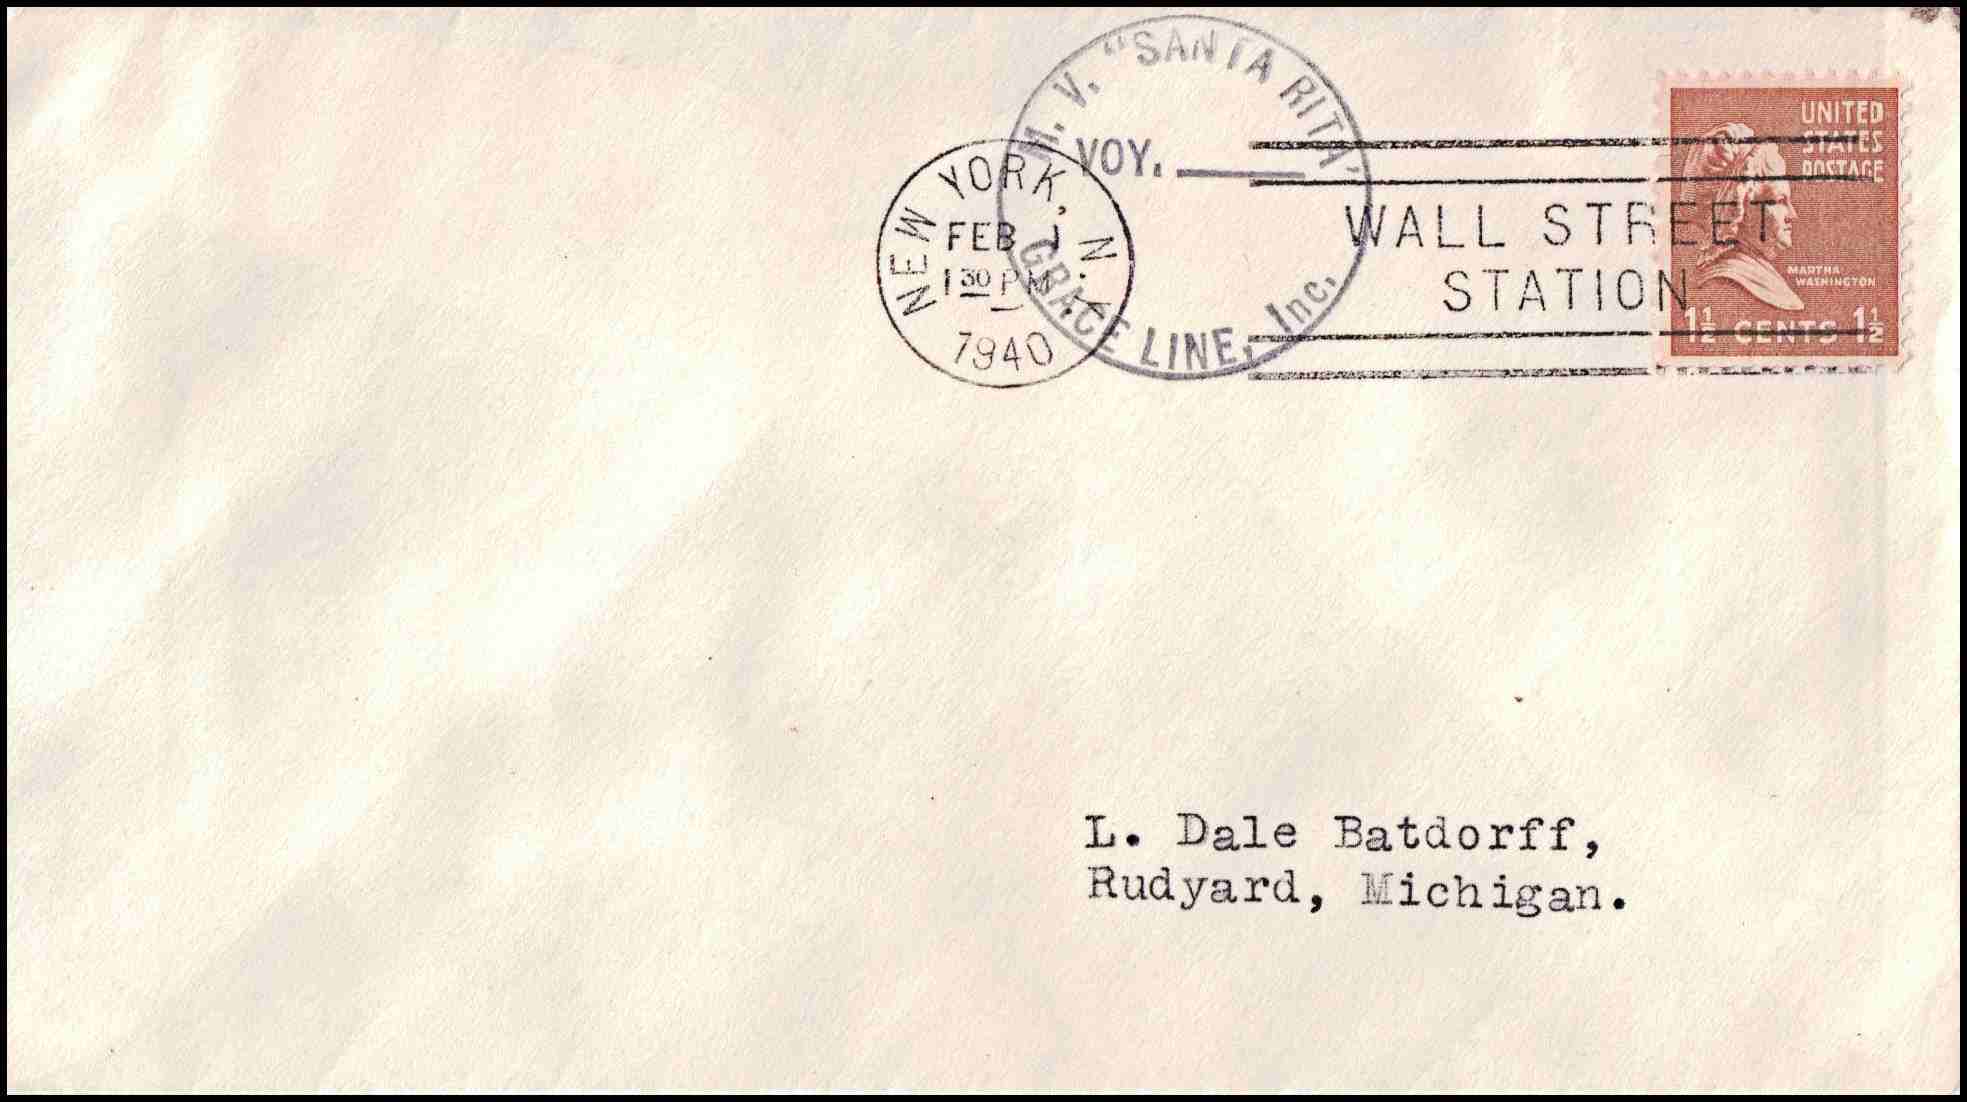 M. V. "SANTA RITA"
VOY.
GRACE LINE, Inc.
NEW YORK, N.Y.
FEB 1
1 30 PM
1940
WALL STREET
STATION
UNITED
STATES
POSTAGE
MARTHA
WASHINGTON
1½ CENTS 1½
L. Dale Batdorff,
Rudyard, Michigan.